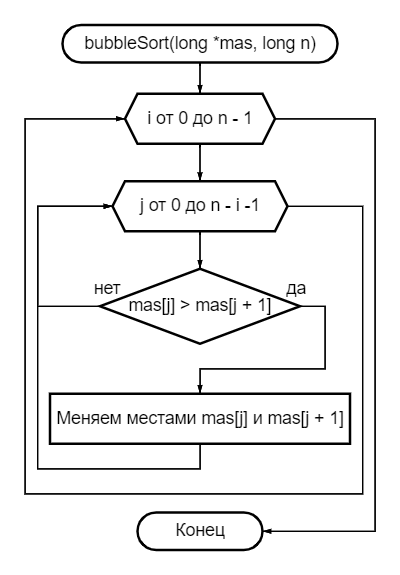 bubbleSort(long *mas, long n)
i от 0 до n - 1
j от 0 до n - i -1
нет
да
mas[j] > mas[j + 1]
Меняем местами mas[j] и mas[j + 1]
Конец